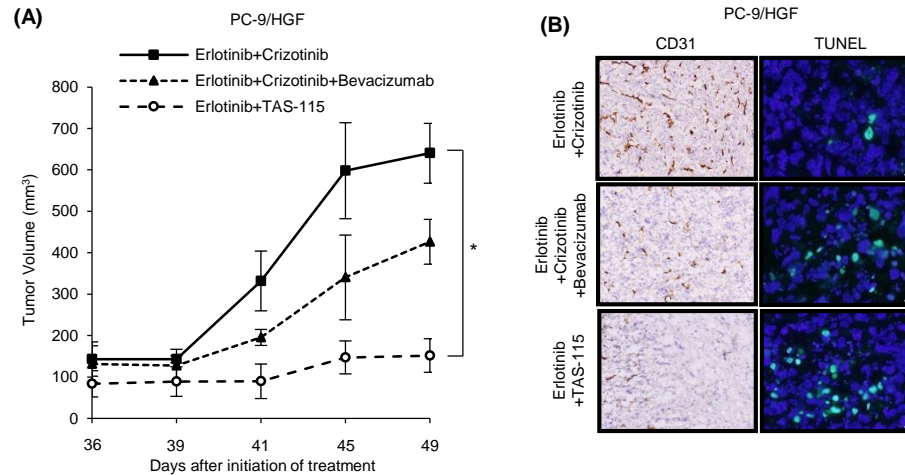 (A)
PC-9/HGF
Erlotinib+Crizotinib
Erlotinib+Crizotinib+Bevacizumab
Erlotinib+TAS-115
800
700
600
500
400
300
200
100
0
Tumor Volume (mm³)
*
36 39 41 45 49
Days after initiation of treatment
(B)
PC-9/HGF
CD31 TUNEL
Erlotinib
+Crizotinib
Erlotinib
+Crizotinib
+Bevacizumab
Erlotinib
+TAS-115